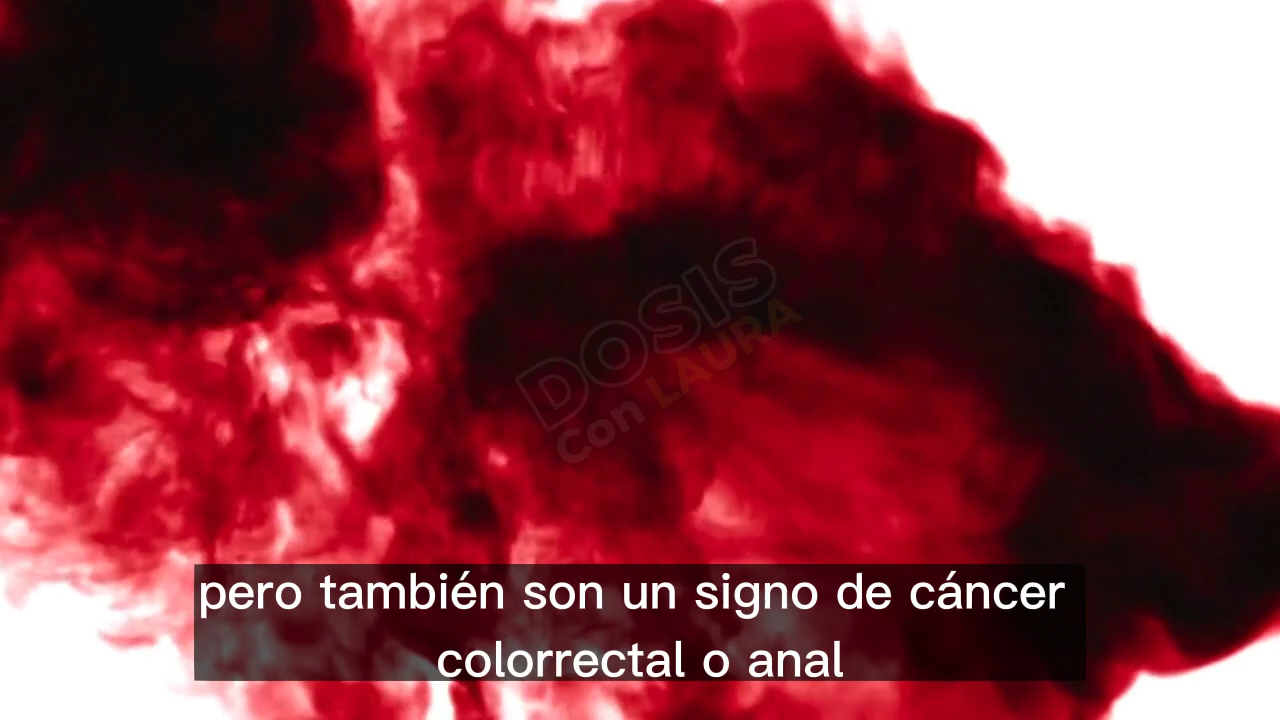 DOSIS
con LAURA
pero también son un signo de cáncer
colorrectal o anal